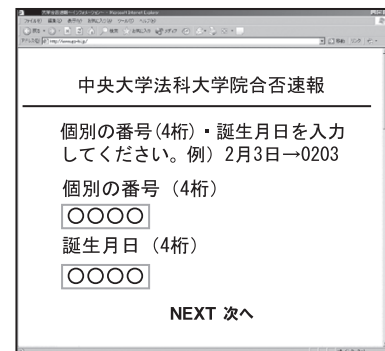 中央大学法科大学院合否速報
個別の番号(4桁)・誕生月日を入力
してください。例）2月3日→0203
個別の番号（4桁）
○○○○
誕生月日（4桁）
○○○○
NEXT 次へ